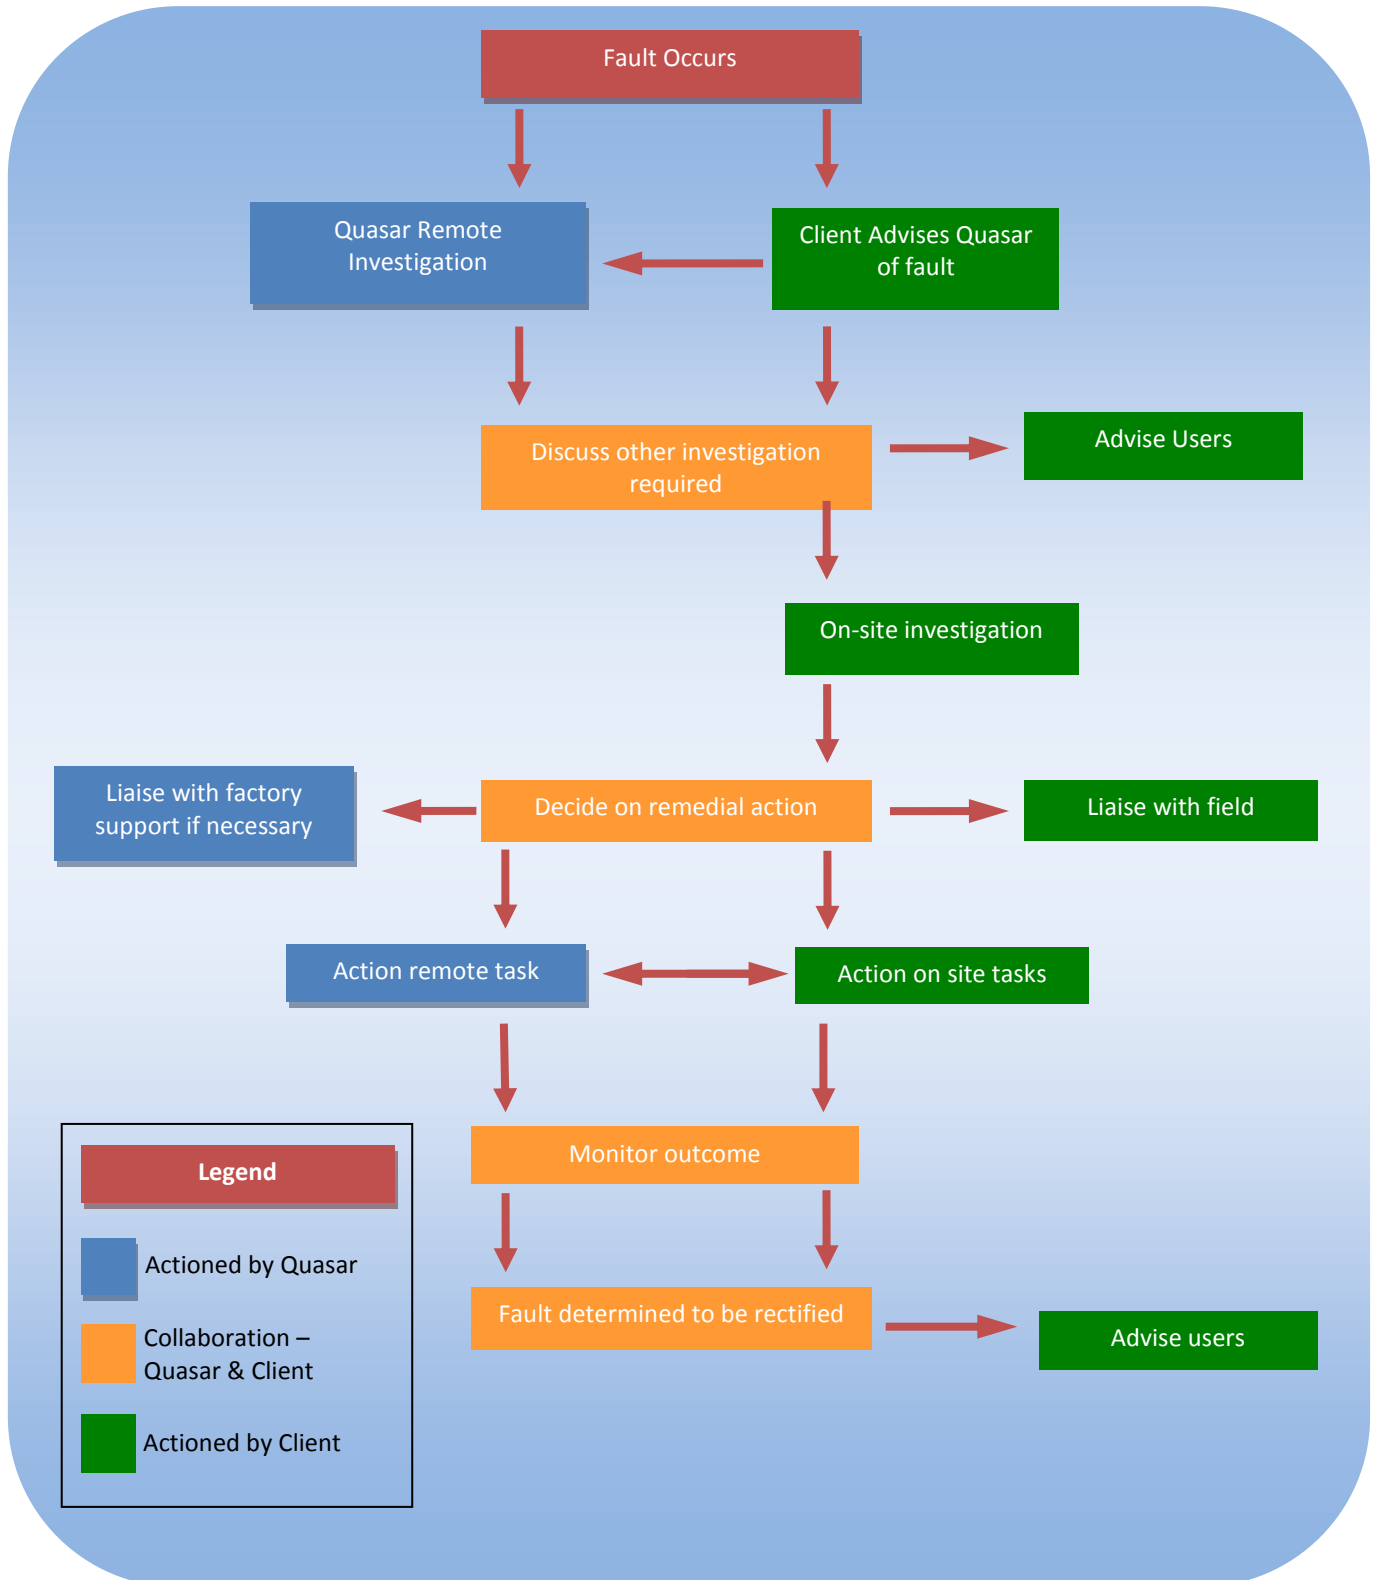 Fault Occurs
Quasar Remote
Investigation
Client Advises Quasar
of fault
Discuss other investigation
required
Advise Users
On-site investigation
Liaise with factory
support if necessary
Decide on remedial action
Liaise with field
Action remote task
Action on site tasks
Monitor outcome
Fault determined to be rectified
Advise users
Legend
Actioned by Quasar
Collaboration –
Quasar & Client
Actioned by Client